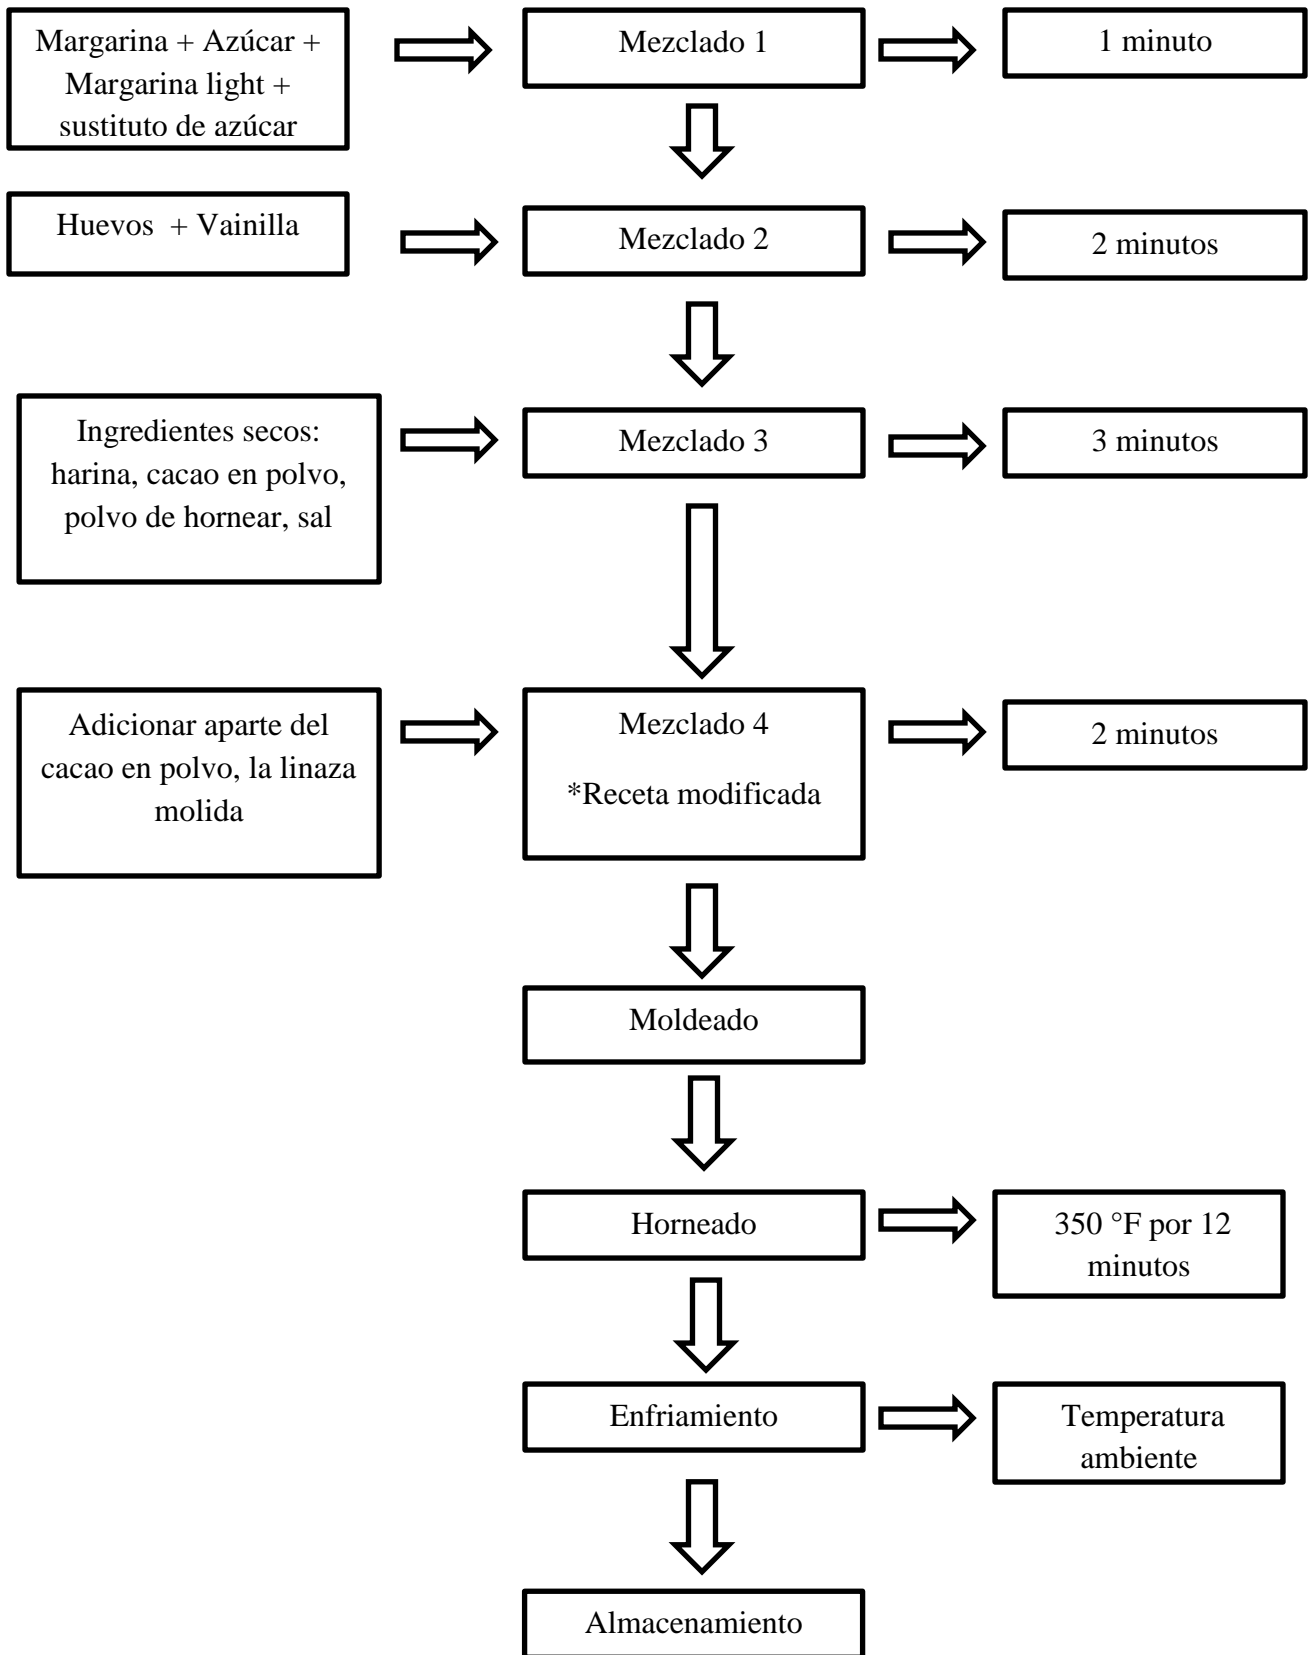 Margarina + Azúcar +
Margarina light +
sustituto de azúcar
Mezclado 1
1 minuto
Huevos + Vainilla
Mezclado 2
2 minutos
Ingredientes secos:
harina, cacao en polvo,
polvo de hornear, sal
Mezclado 3
3 minutos
Adicionar aparte del
cacao en polvo, la linaza
molida
Mezclado 4
*Receta modificada
2 minutos
Moldeado
Horneado
350 °F por 12
minutos
Enfriamiento
Temperatura
ambiente
Almacenamiento